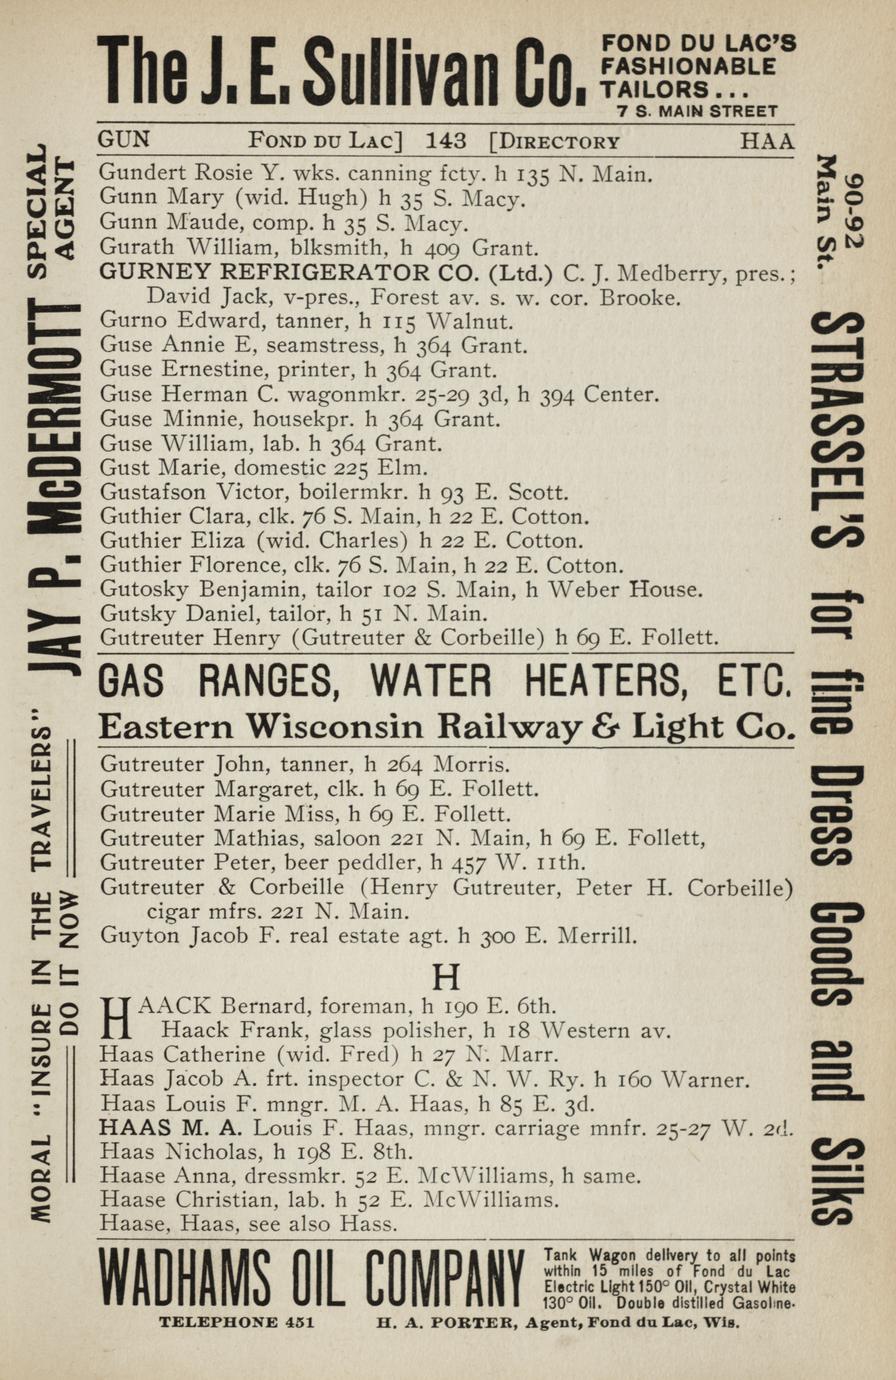 The J. E. Sullivan Co.
FOND DU LAC'S
FASHIONABLE
TAILORS...
7 S. MAIN STREET
GUN FOND DU LAC] 143 [DIRECTORY HAA
Gundert Rosie Y. wks. canning fcty. h 135 N. Main.
Gunn Mary (wid. Hugh) h 35 S. Macy.
Gunn Maude, comp. h 35 S. Macy.
Gurath William, blksmith, h 409 Grant.
GURNEY REFRIGERATOR CO. (Ltd.) C. J. Medberry, pres.;
David Jack, v-pres., Forest av. s. w. cor. Brooke.
Gurno Edward, tanner, h 115 Walnut.
Guse Annie E, seamstress, h 364 Grant.
Guse Ernestine, printer, h 364 Grant.
Guse Herman C. wagonmkr. 25-29 3d, h 394 Center.
Guse Minnie, housekpr. h 364 Grant.
Guse William, lab. h 364 Grant.
Gust Marie, domestic 225 Elm.
Gustafson Victor, boilermkr. h 93 E. Scott.
Guthier Clara, clk. 76 S. Main, h 22 E. Cotton.
Guthier Eliza (wid. Charles) h 22 E. Cotton.
Guthier Florence, clk. 76 S. Main, h 22 E. Cotton.
Gutosky Benjamin, tailor 102 S. Main, h Weber House.
Gutsky Daniel, tailor, h 51 N. Main.
Gutreuter Henry (Gutreuter & Corbeille) h 69 E. Follett.
GAS RANGES, WATER HEATERS, ETC.
Eastern Wisconsin Railway & Light Co.
Gutreuter John, tanner, h 264 Morris.
Gutreuter Margaret, clk. h 69 E. Follett.
Gutreuter Marie Miss, h 69 E. Follett.
Gutreuter Mathias, saloon 221 N. Main, h 69 E. Follett,
Gutreuter Peter, beer peddler, h 457 W. 11th.
Gutreuter & Corbeille (Henry Gutreuter, Peter H. Corbeille)
cigar mfrs. 221 N. Main.
Guyton Jacob F. real estate agt. h 300 E. Merrill.
H
HAACK Bernard, foreman, h 190 E. 6th.
Haack Frank, glass polisher, h 18 Western av.
Haas Catherine (wid. Fred) h 27 N. Marr.
Haas Jacob A. frt. inspector C. & N. W. Ry. h 160 Warner.
Haas Louis F. mngr. M. A. Haas, h 85 E. 3d.
HAAS M. A. Louis F. Haas, mngr. carriage mnfr. 25-27 W. 2d.
Haas Nicholas, h 198 E. 8th.
Haase Anna, dressmkr. 52 E. McWilliams, h same.
Haase Christian, lab. h 52 E. McWilliams.
Haase, Haas, see also Hass.
WADHAMS OIL COMPANY
Tank Wagon delivery to all points
within 15 miles of Fond du Lac
Electric Light 150° Oil, Crystal White
130° Oil. Double distilled Gasoline.
TELEPHONE 451 H. A. PORTER, Agent, Fond du Lac, Wis.
MORAL "INSURE IN THE TRAVELERS"
DO IT NOW
JAY P. McDERMOTT
SPECIAL
AGENT
90-92
Main St.
STRASSEL'S for fine Dress Goods and Silks